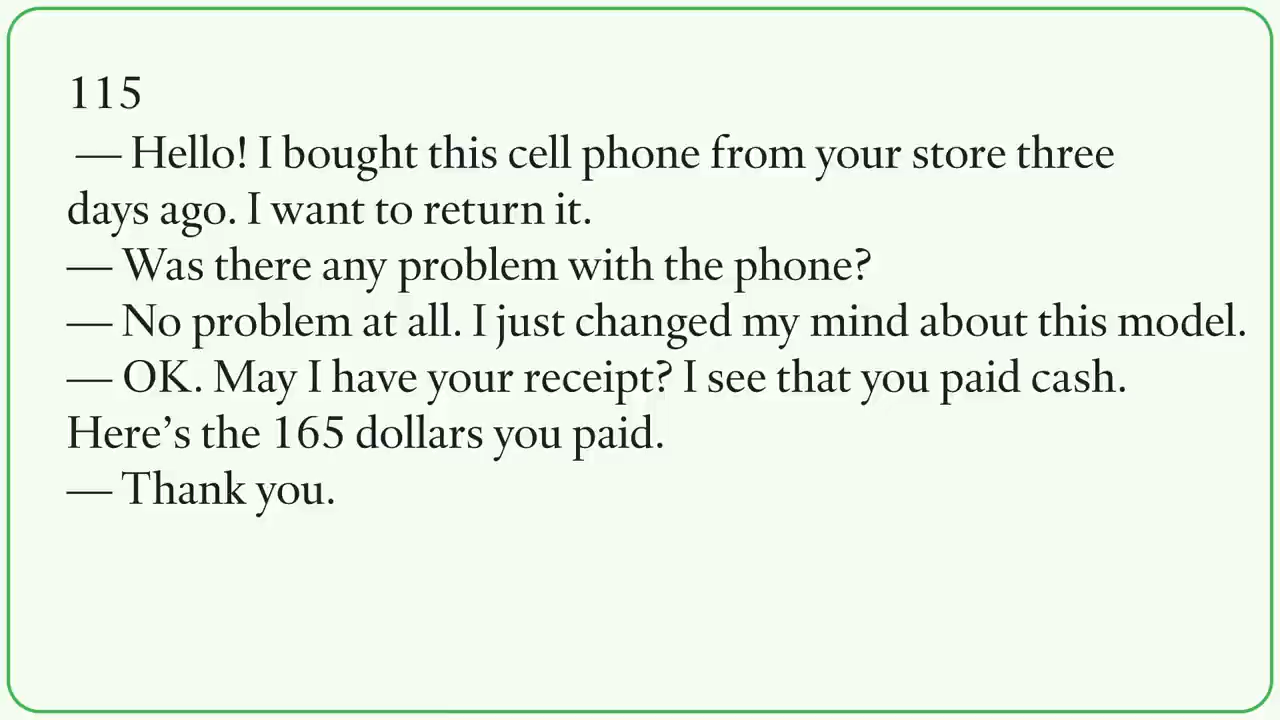 115
— Hello! I bought this cell phone from your store three
days ago. I want to return it.
— Was there any problem with the phone?
— No problem at all. I just changed my mind about this model.
— OK. May I have your receipt? I see that you paid cash.
Here’s the 165 dollars you paid.
— Thank you.